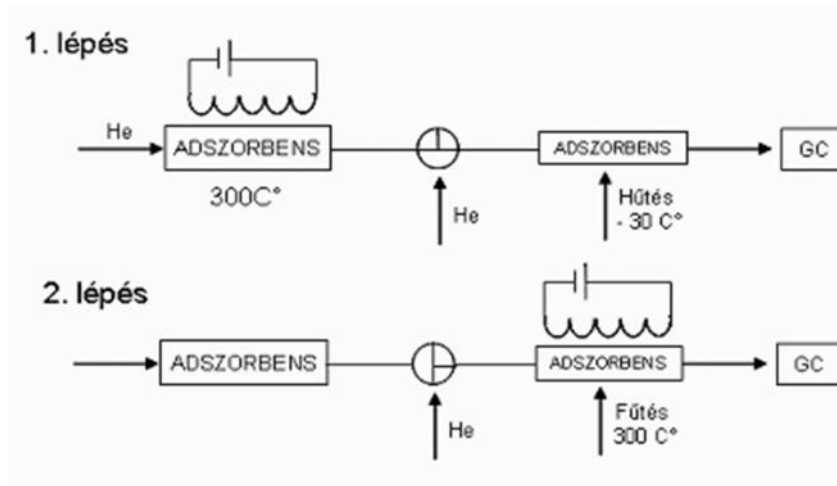 1. lépés
He
ADSZORBENS
300C°
He
ADSZORBENS
Hűtés
- 30 C°
GC
2. lépés
ADSZORBENS
He
ADSZORBENS
Fűtés
300 C°
GC